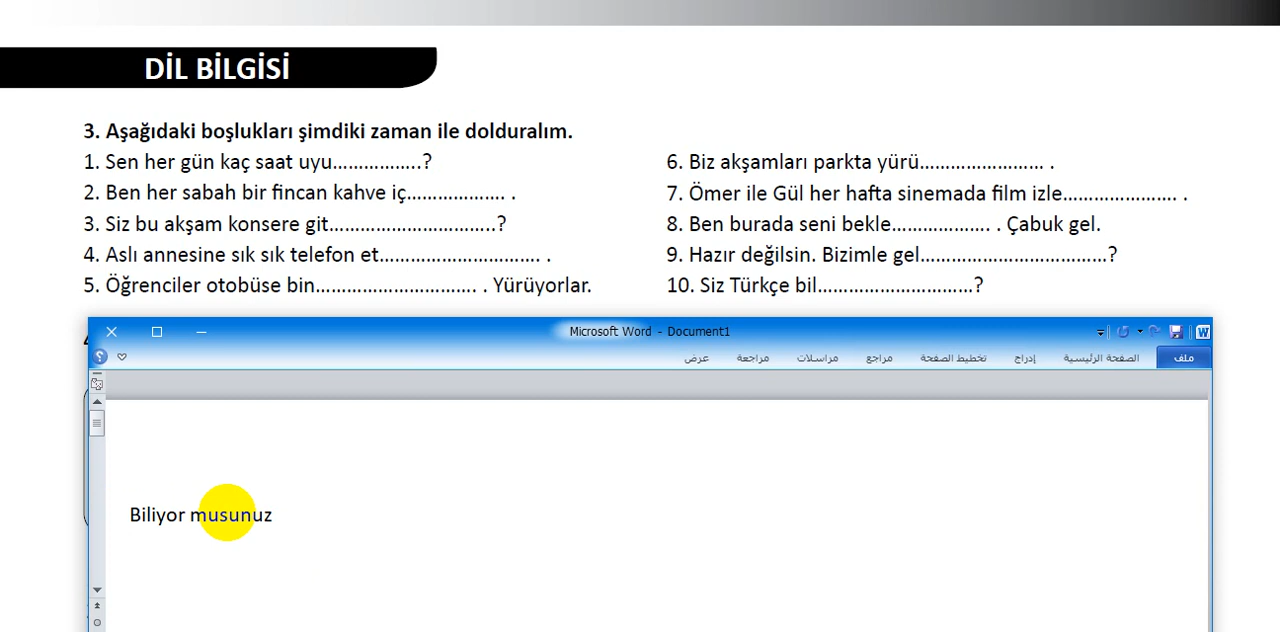 DİL BİLGİSİ
3. Aşağıdaki boşlukları şimdiki zaman ile dolduralım.
1. Sen her gün kaç saat uyu……………..?
2. Ben her sabah bir fincan kahve iç………………. .
3. Siz bu akşam konsere git…………………………..?
4. Aslı annesine sık sık telefon et…………………………. .
5. Öğrenciler otobüse bin…………………………. . Yürüyorlar.
6. Biz akşamları parkta yürü…………………… .
7. Ömer ile Gül her hafta sinemada film izle…………………. .
8. Ben burada seni bekle………………. . Çabuk gel.
9. Hazır değilsin. Bizimle gel………………………………?
10. Siz Türkçe bil…………………………?
Microsoft Word - Document1
ملف الصفحة الرئيسية إدراج تخطيط الصفحة مراجع مراسلات مراجعة عرض
Biliyor musunuz